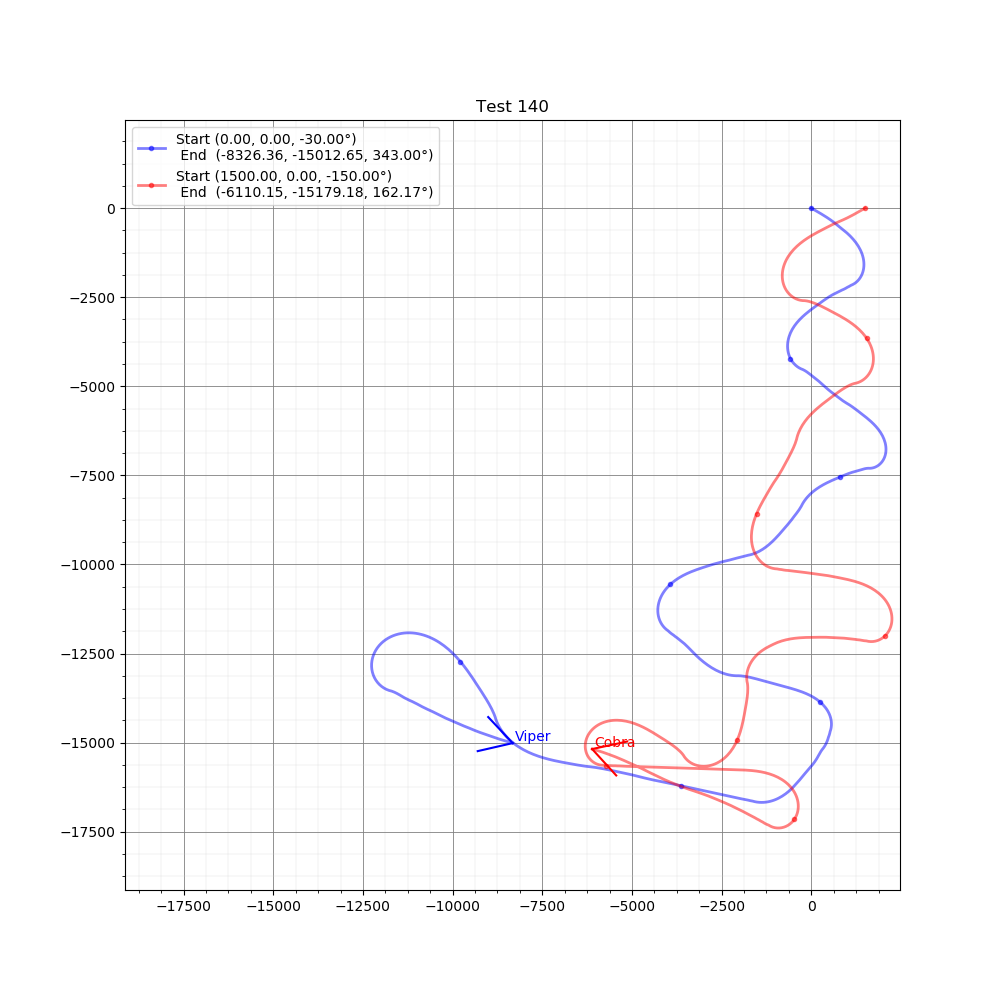 Test 140
Start (0.00, 0.00, -30.00°)
End  (-8326.36, -15012.65, 343.00°)
Start (1500.00, 0.00, -150.00°)
End  (-6110.15, -15179.18, 162.17°)
0
−2500
−5000
−7500
−10000
−12500
−15000
−17500
Viper
Cobra
−17500 −15000 −12500 −10000 −7500 −5000 −2500 0